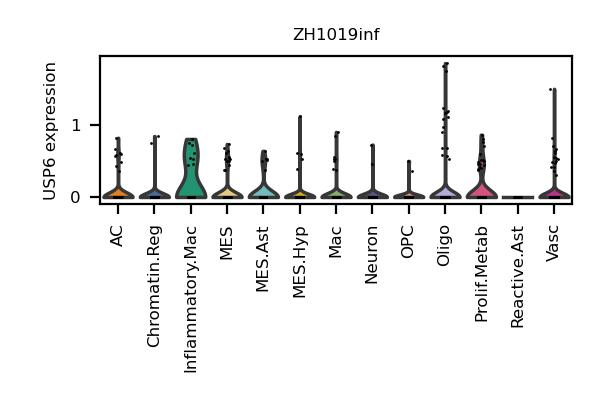 ZH1019inf
USP6 expression
1
0
AC
Chromatin.Reg
Inflammatory.Mac
MES
MES.Ast
MES.Hyp
Mac
Neuron
OPC
Oligo
Prolif.Metab
Reactive.Ast
Vasc